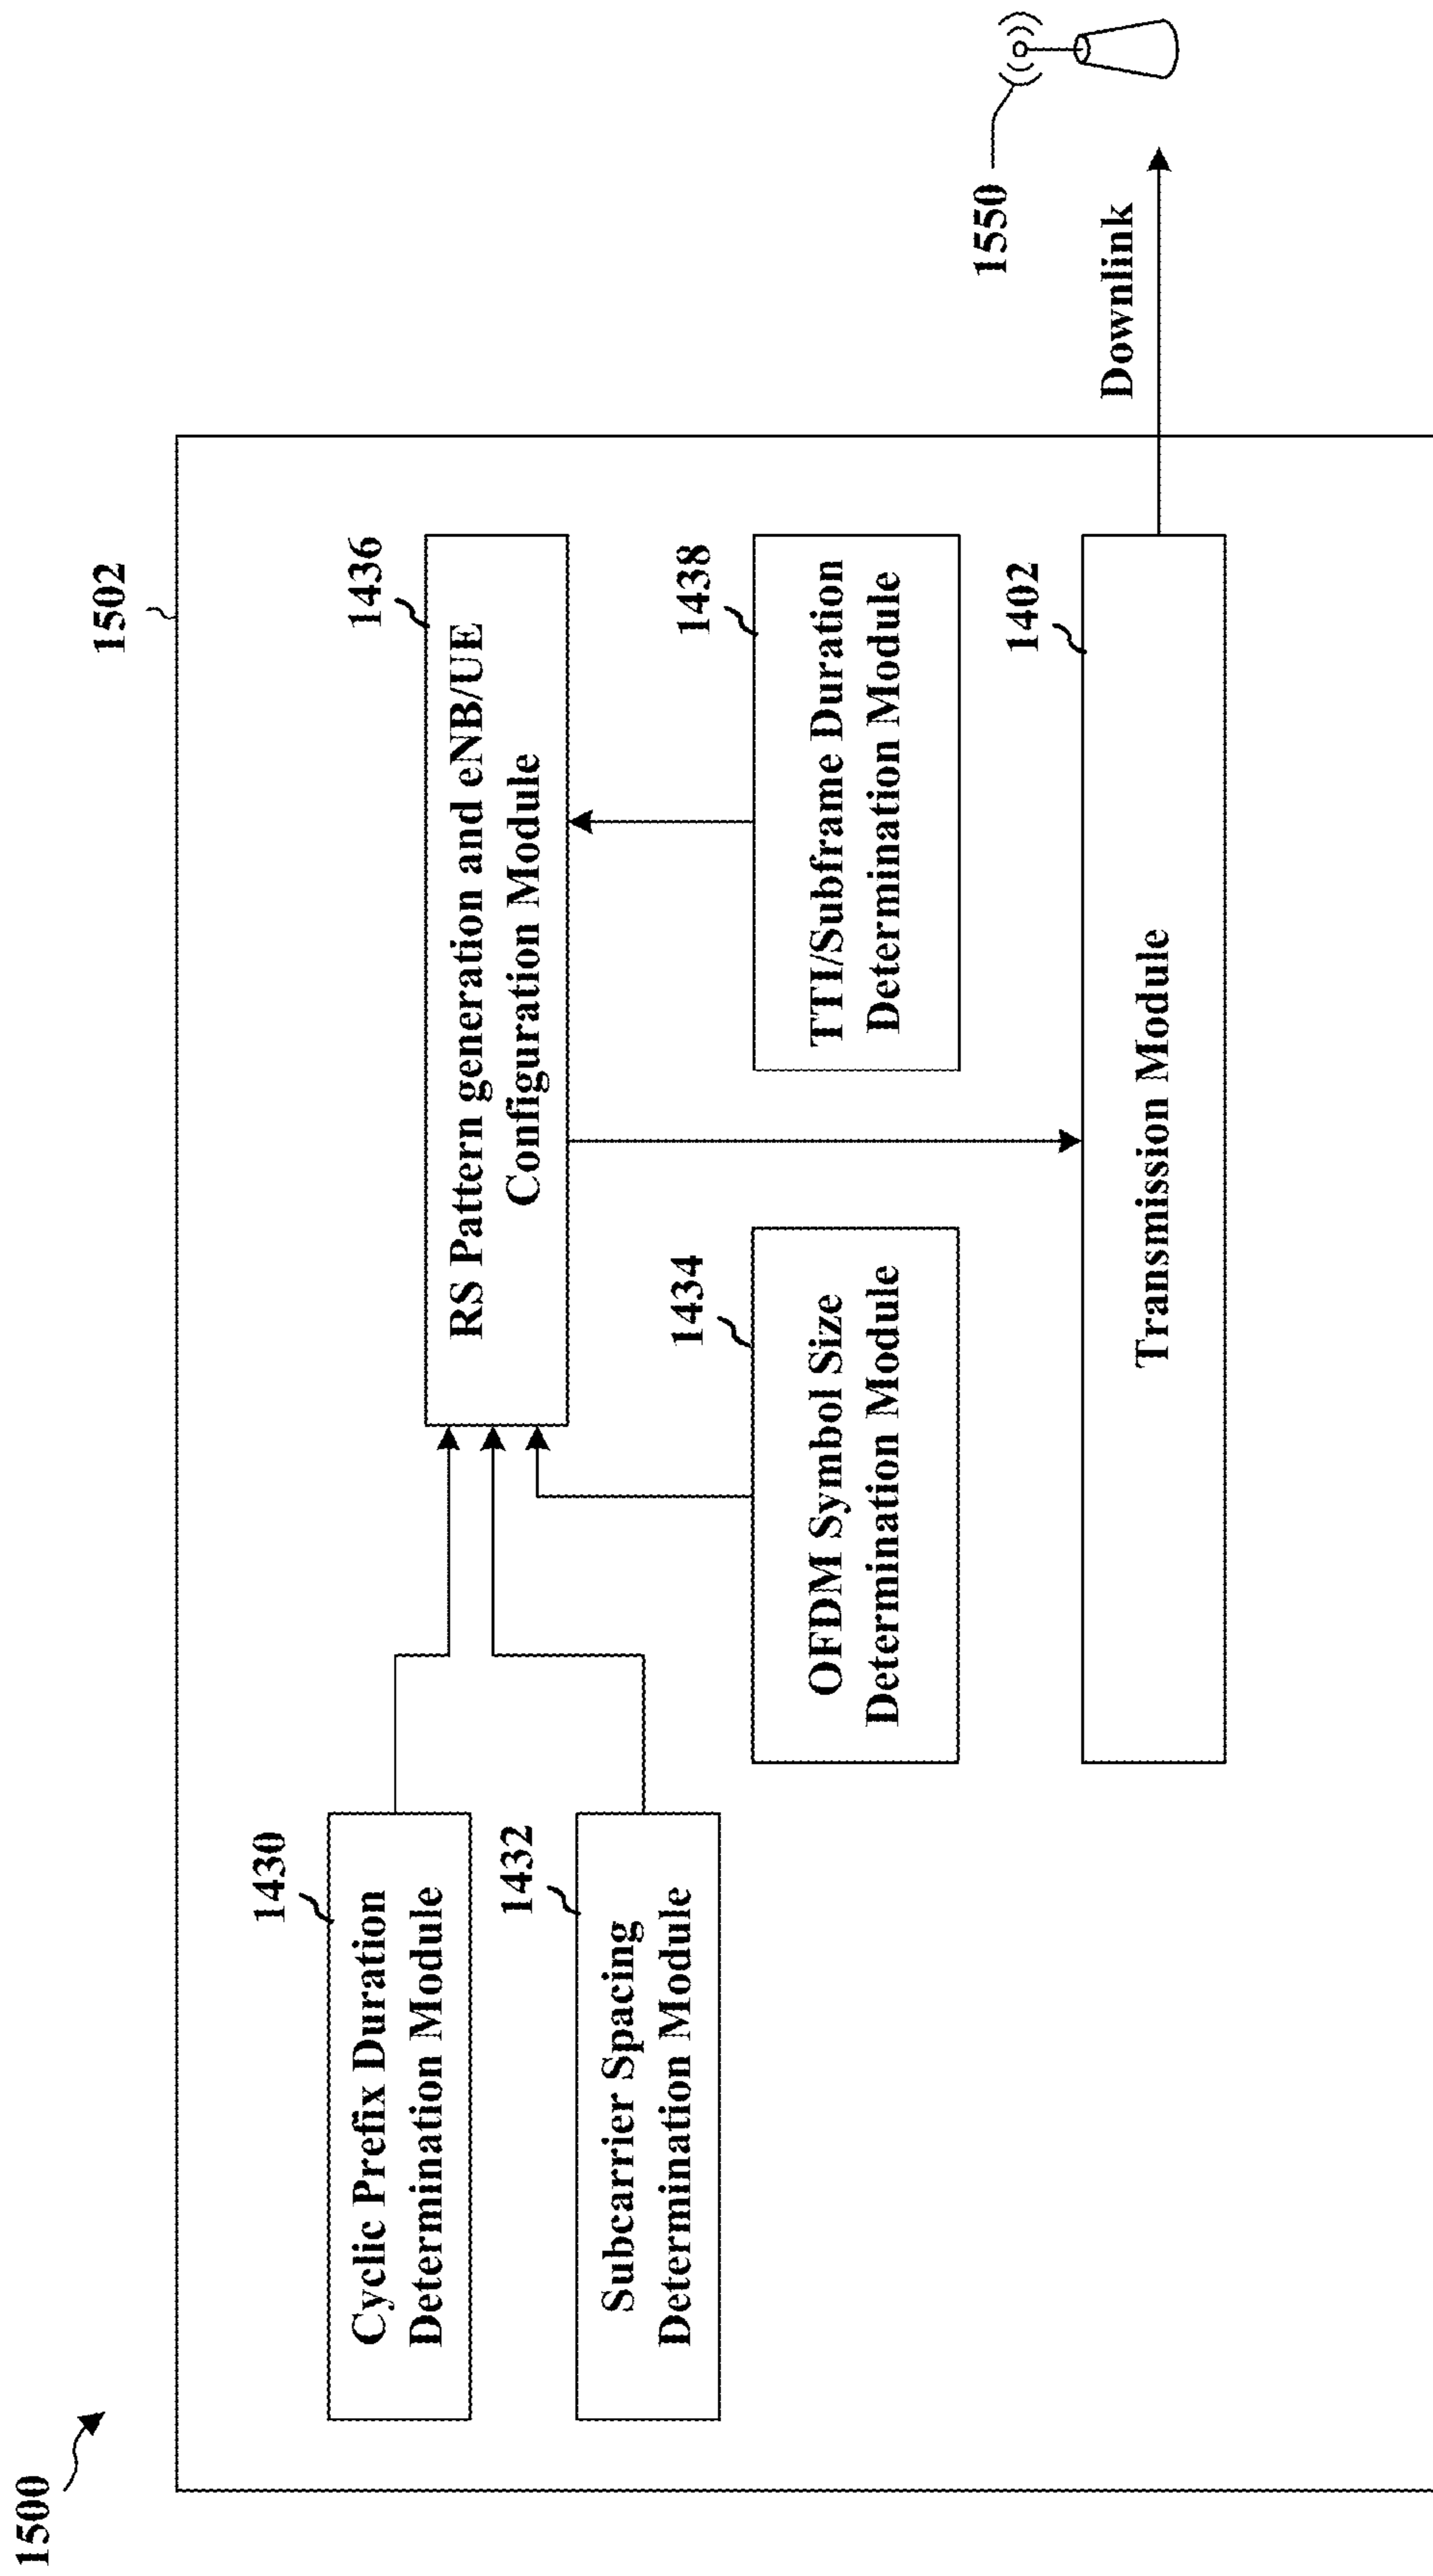 1500
1502
1430
Cyclic Prefix Duration
Determination Module
1432
Subcarrier Spacing
Determination Module
1436
RS Pattern generation and eNB/UE
Configuration Module
1434
OFDM Symbol Size
Determination Module
1438
TTI/Subframe Duration
Determination Module
1402
Transmission Module
Downlink
1550